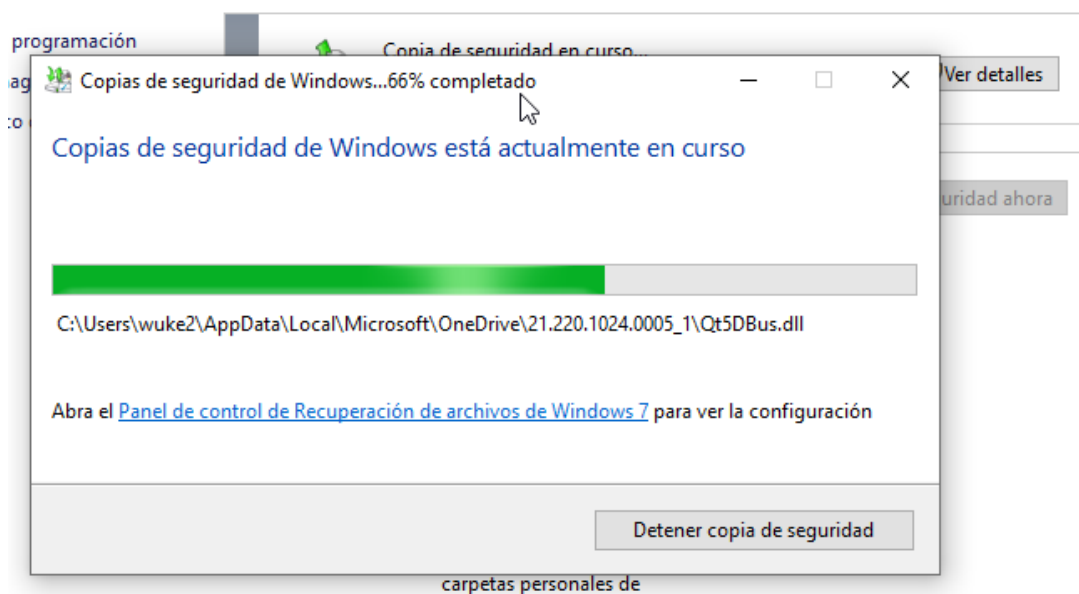 programación
Copia de seguridad en curso...
Copias de seguridad de Windows...66% completado
Ver detalles
Copias de seguridad de Windows está actualmente en curso
uridad ahora
C:\Users\wuke2\AppData\Local\Microsoft\OneDrive\21.220.1024.0005_1\Qt5DBus.dll
Abra el Panel de control de Recuperación de archivos de Windows 7 para ver la configuración
Detener copia de seguridad
carpetas personales de